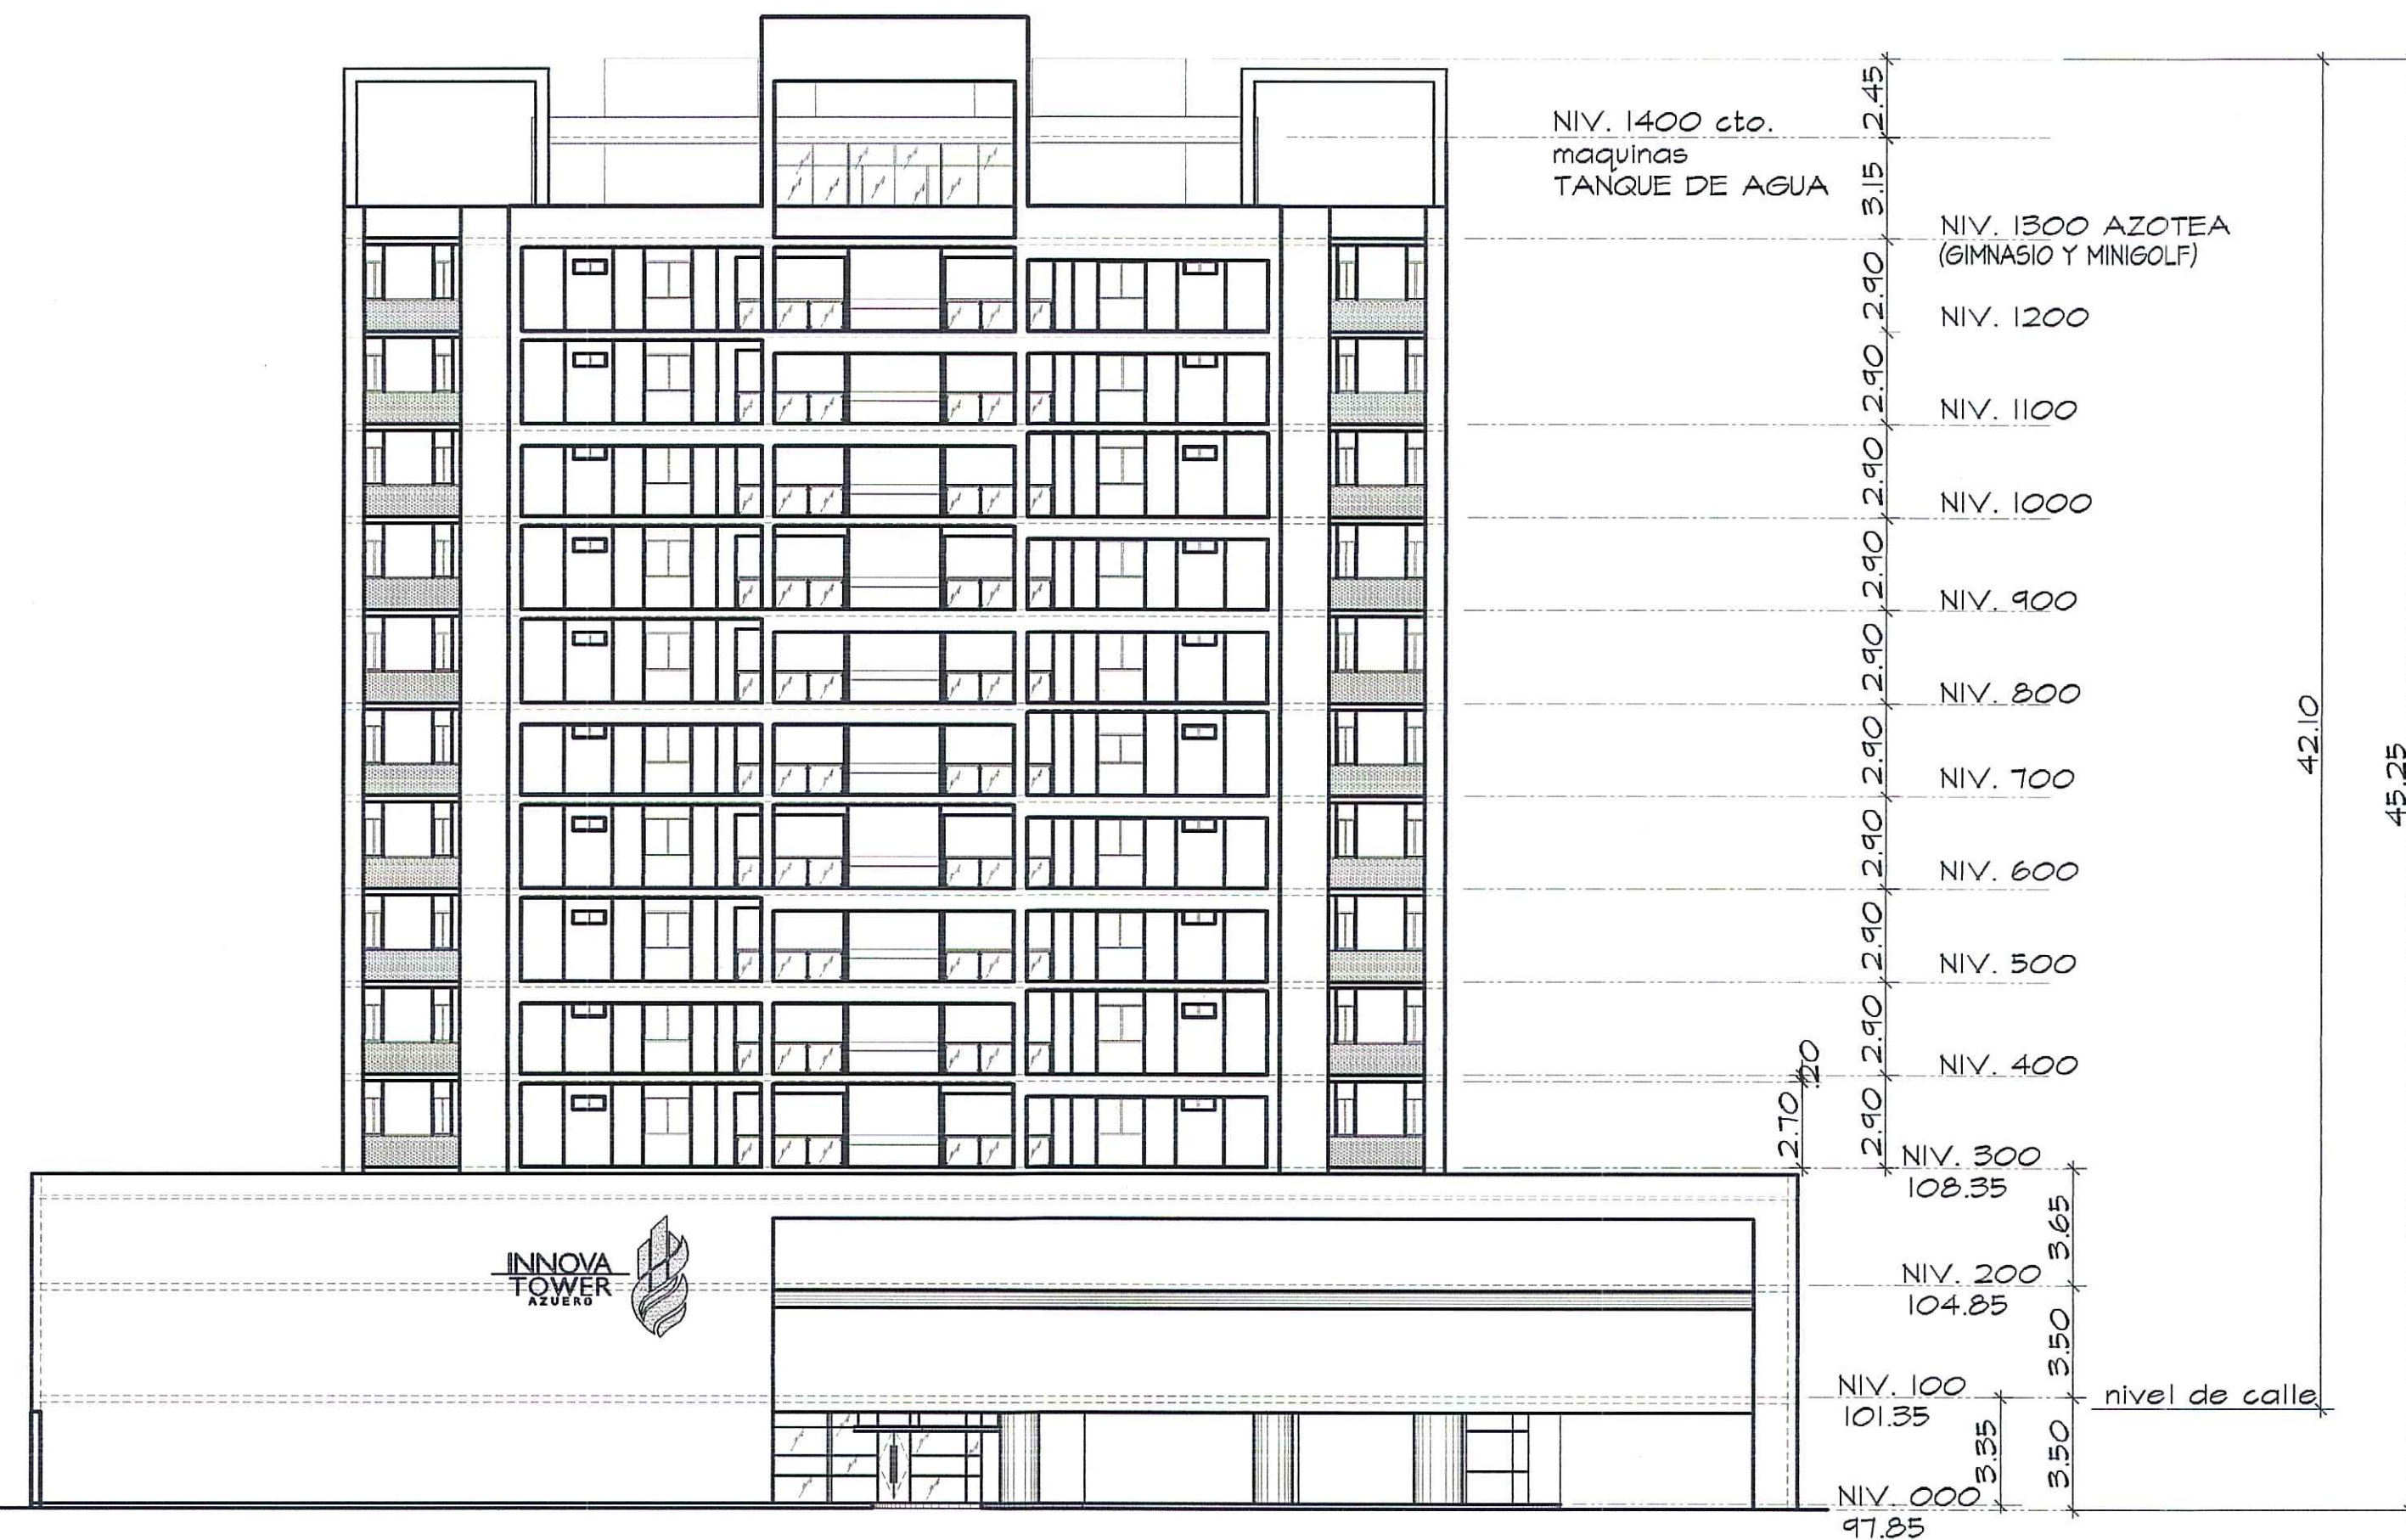 2.45
NIV. 1400 cto.
maquinas
TANQUE DE AGUA
3.15
NIV. 1300 AZOTEA
(GIMNASIO Y MINIGOLF)
2.90
NIV. 1200
2.90
NIV. 1100
2.90
NIV. 1000
2.90
NIV. 900
2.90
NIV. 800
2.90
NIV. 700
42.10
45.25
2.90
NIV. 600
2.90
NIV. 500
2.90
NIV. 400
.20
2.70
2.90
NIV. 300
108.35
3.65
INNOVA
TOWER
AZUERO
NIV. 200
104.85
3.50
NIV. 100
101.35
nivel de calle
3.35
3.50
NIV. 000
97.85